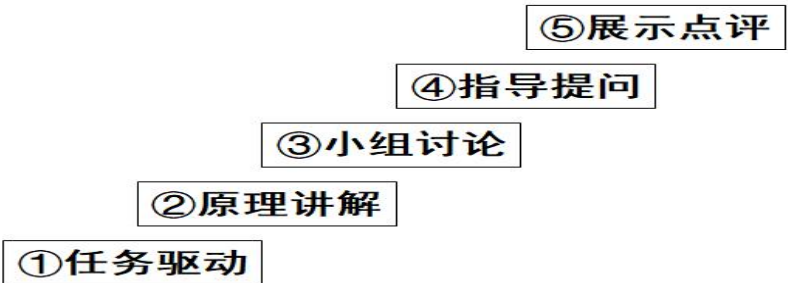 ⑤展示点评
④指导提问
③小组讨论
②原理讲解
①任务驱动